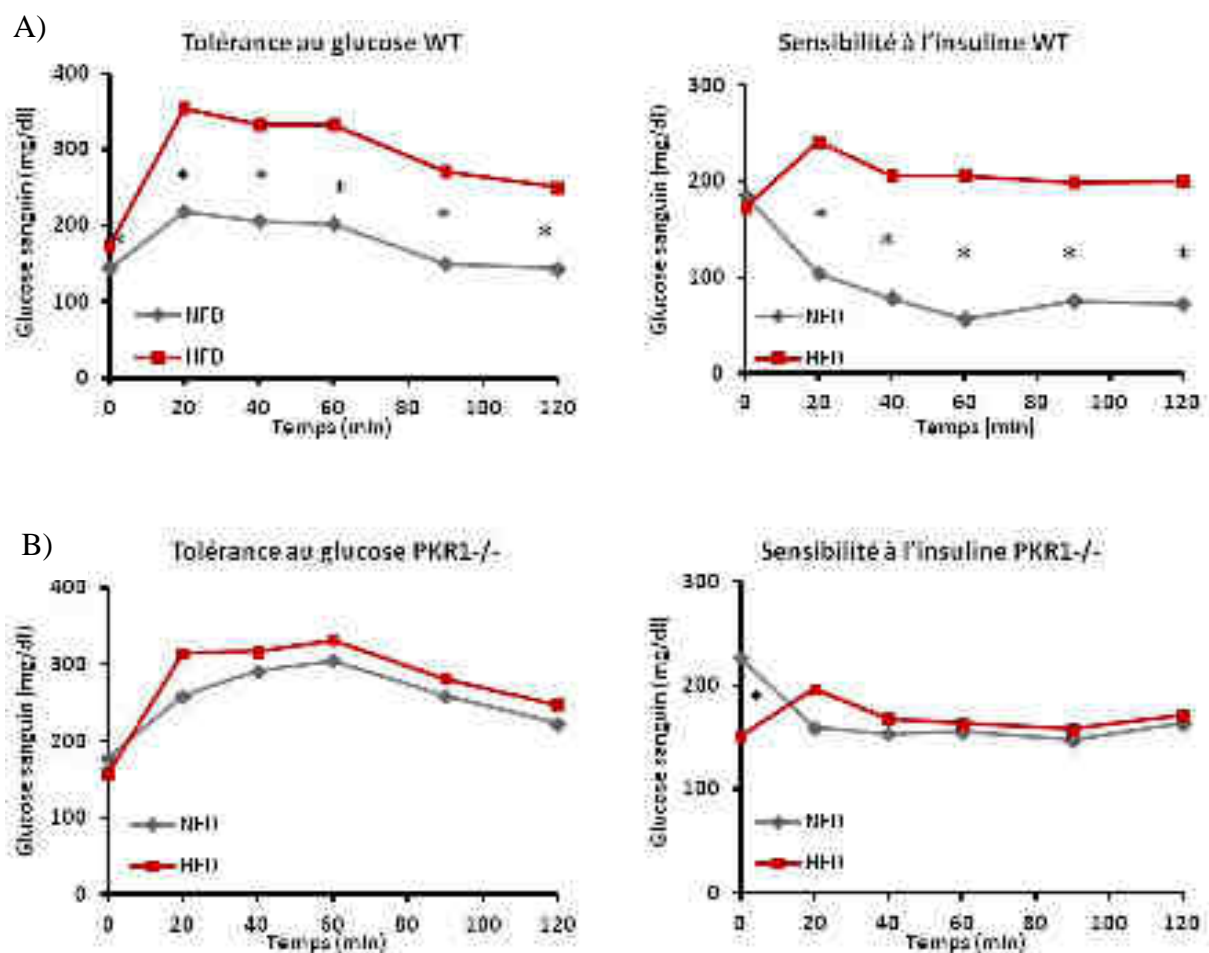 A)
Tolérance au glucose WT
Glucose sanguin (mg/dl)
400
300
200
100
0
NFD
HFD
0 20 40 60 80 100 120
Temps (min)
Sensibilité à l'insuline WT
Glucose sanguin (mg/dl)
300
200
100
0
NFD
HFD
0 20 40 60 80 100 120
Temps (min)
B)
Tolérance au glucose PKR1-/-
Glucose sanguin (mg/dl)
400
300
200
100
0
NFD
HFD
0 20 40 60 80 100 120
Temps (min)
Sensibilité à l'insuline PKR1-/-
Glucose sanguin (mg/dl)
300
200
100
0
NFD
HFD
0 20 40 60 80 100 120
Temps (min)